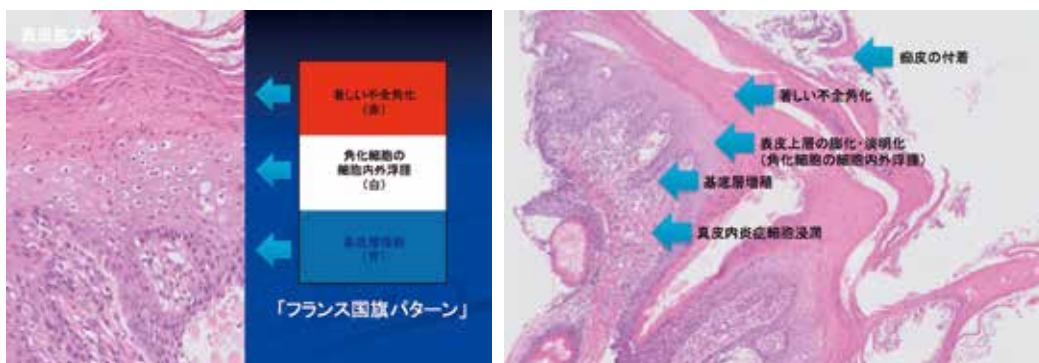 表皮拡大像
著しい不全角化
(赤)
角化細胞の
細胞内外浮腫
(白)
基底層増殖
(青)
「フランス国旗パターン」
痂皮の付着
著しい不全角化
表皮上層の膨化・淡明化
(角化細胞の細胞内外浮腫)
基底層増殖
真皮内炎症細胞浸潤